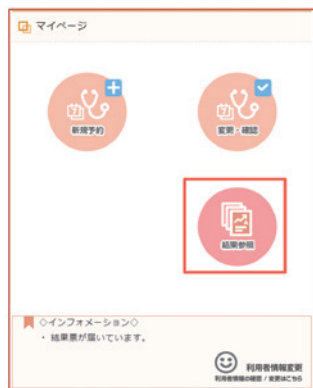 マイページ
新規予約
変更・確認
結果参照
◇インフォメーション◇
・ 結果票が届いています。
利用者情報変更
利用者情報の確認 / 変更はこちら